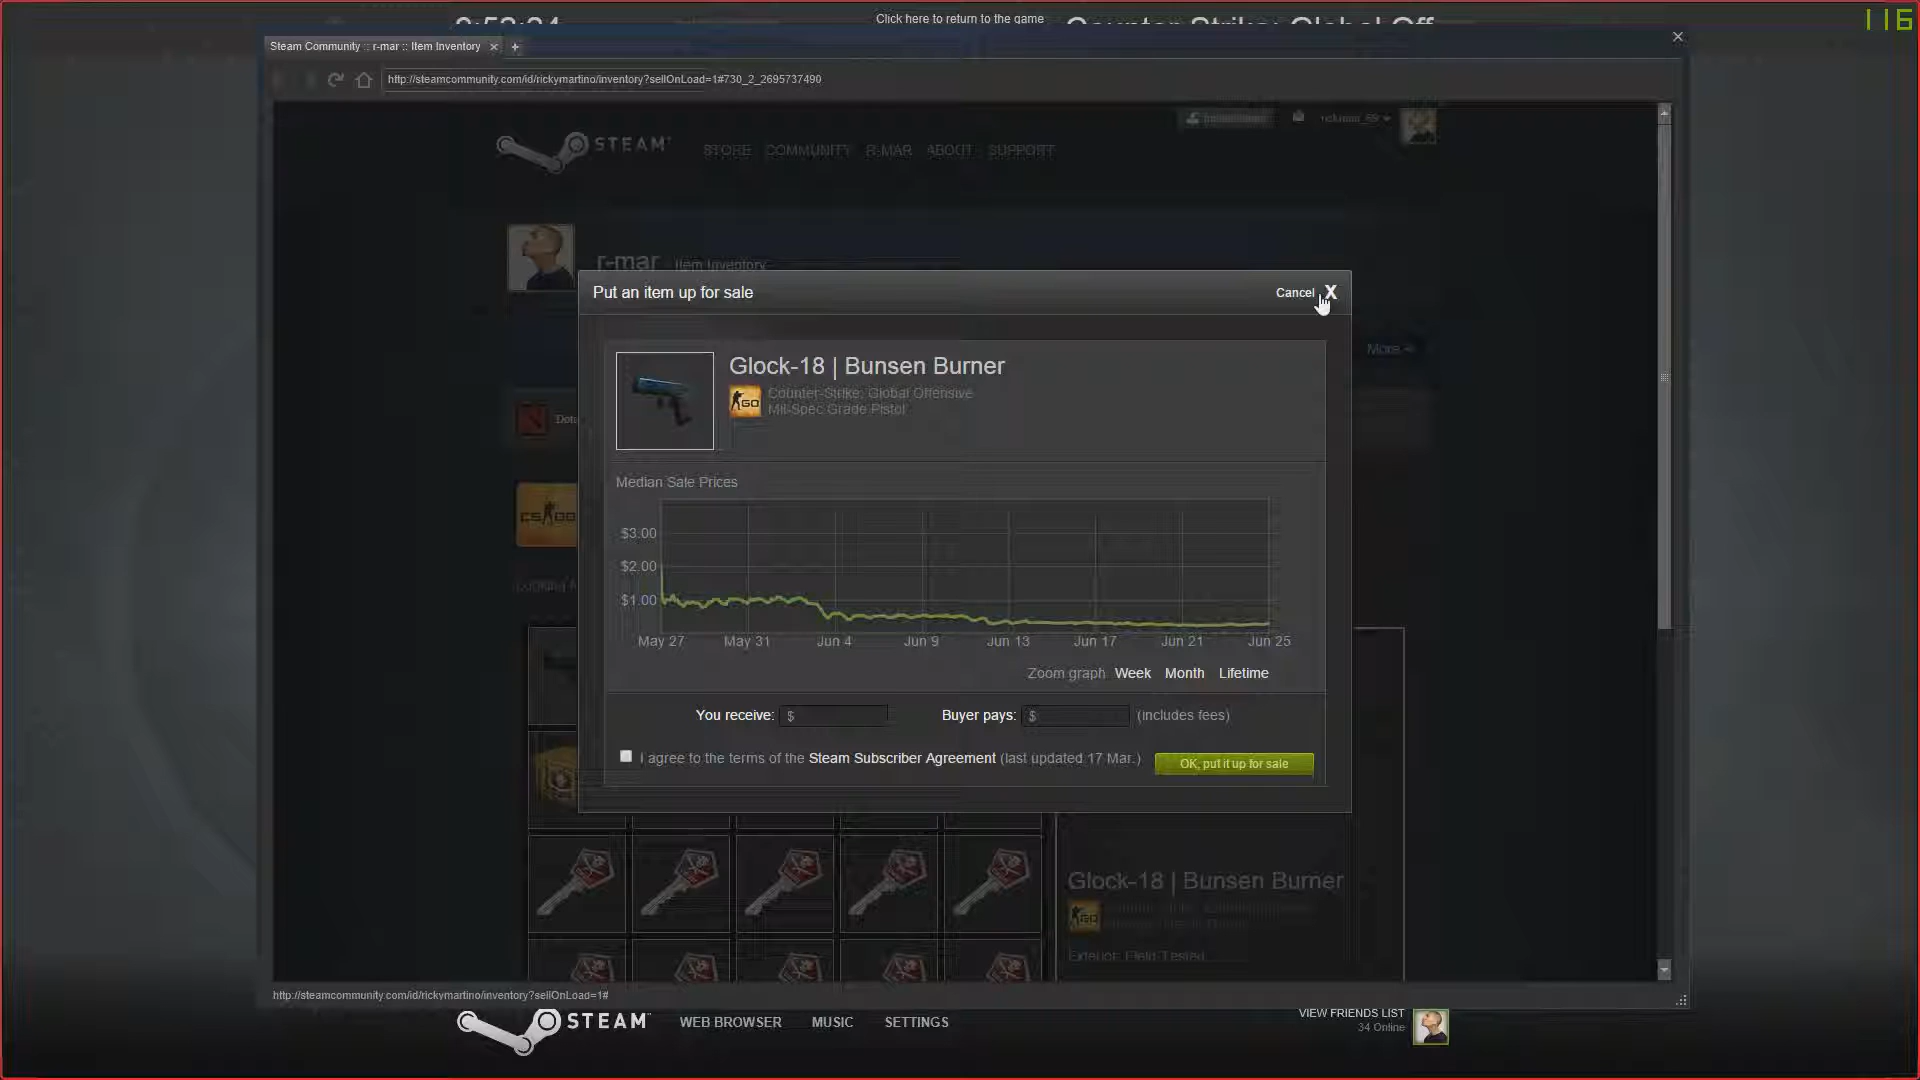 Click here to return to the game
116
Steam Community :: r-mar :: Item Inventory
http://steamcommunity.com/id/rickymartino/inventory?sellOnLoad=1#730_2_2695737490
STEAM
STORE COMMUNITY R-MAR ABOUT SUPPORT
r-mar Item Inventory
Put an item up for sale
Cancel X
More
Glock-18 | Bunsen Burner
GO
Counter-Strike: Global Offensive
Mil-Spec Grade Pistol
Median Sale Prices
$3.00
$2.00
$1.00
May 27 May 31 Jun 4 Jun 9 Jun 13 Jun 17 Jun 21 Jun 25
Zoom graph Week Month Lifetime
You receive: $ Buyer pays: $ (includes fees)
I agree to the terms of the Steam Subscriber Agreement (last updated 17 Mar.)
OK, put it up for sale
Glock-18 | Bunsen Burner
Exterior: Field-Tested
http://steamcommunity.com/id/rickymartino/inventory?sellOnLoad=1#
STEAM
WEB BROWSER MUSIC SETTINGS
VIEW FRIENDS LIST
34 Online